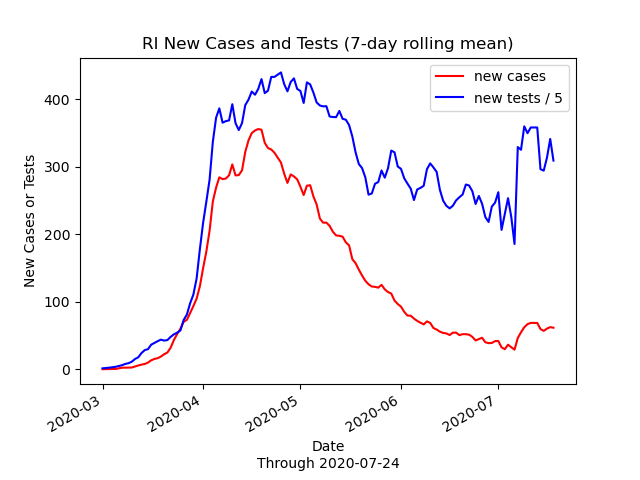 RI New Cases and Tests (7-day rolling mean)
new cases
new tests / 5
New Cases or Tests
400
300
200
100
0
2020-03
2020-04
2020-05
2020-06
2020-07
Date
Through 2020-07-24